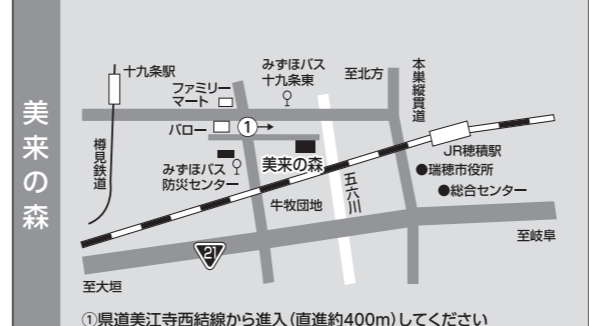 美来の森
十九条駅
ファミリー
マート
みずほバス
十九条東
至北方
本巣縦貫道
バロー
①→
樽見鉄道
みずほバス
防災センター
美来の森
JR穂積駅
●瑞穂市役所
●総合センター
牛牧団地
五六川
21
至岐阜
至大垣
①県道美江寺西結線から進入（直進約400m）してください